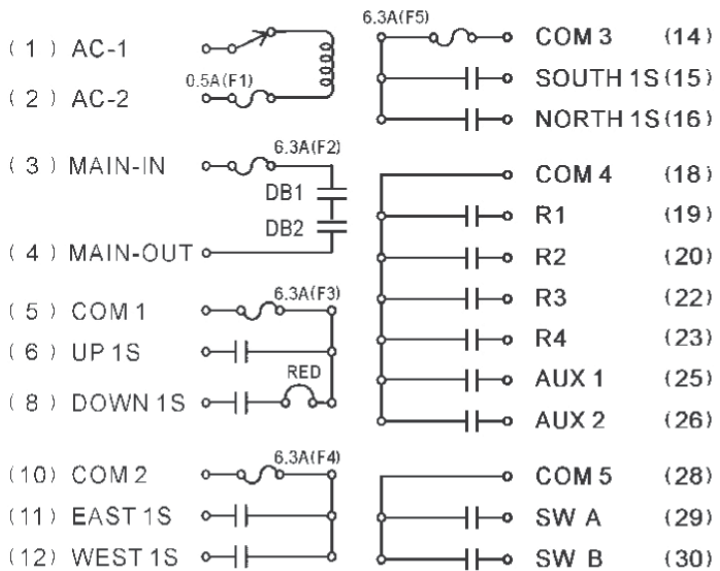 ( 1 ) AC-1
0.5A(F1)
( 2 ) AC-2
6.3A(F2)
( 3 ) MAIN-IN
DB1
DB2
( 4 ) MAIN-OUT
6.3A(F3)
( 5 ) COM 1
( 6 ) UP 1S
RED
( 8 ) DOWN 1S
6.3A(F4)
(10) COM 2
(11) EAST 1S
(12) WEST 1S
6.3A(F5)
COM 3 (14)
SOUTH 1S (15)
NORTH 1S (16)
COM 4 (18)
R1 (19)
R2 (20)
R3 (22)
R4 (23)
AUX 1 (25)
AUX 2 (26)
COM 5 (28)
SW A (29)
SW B (30)